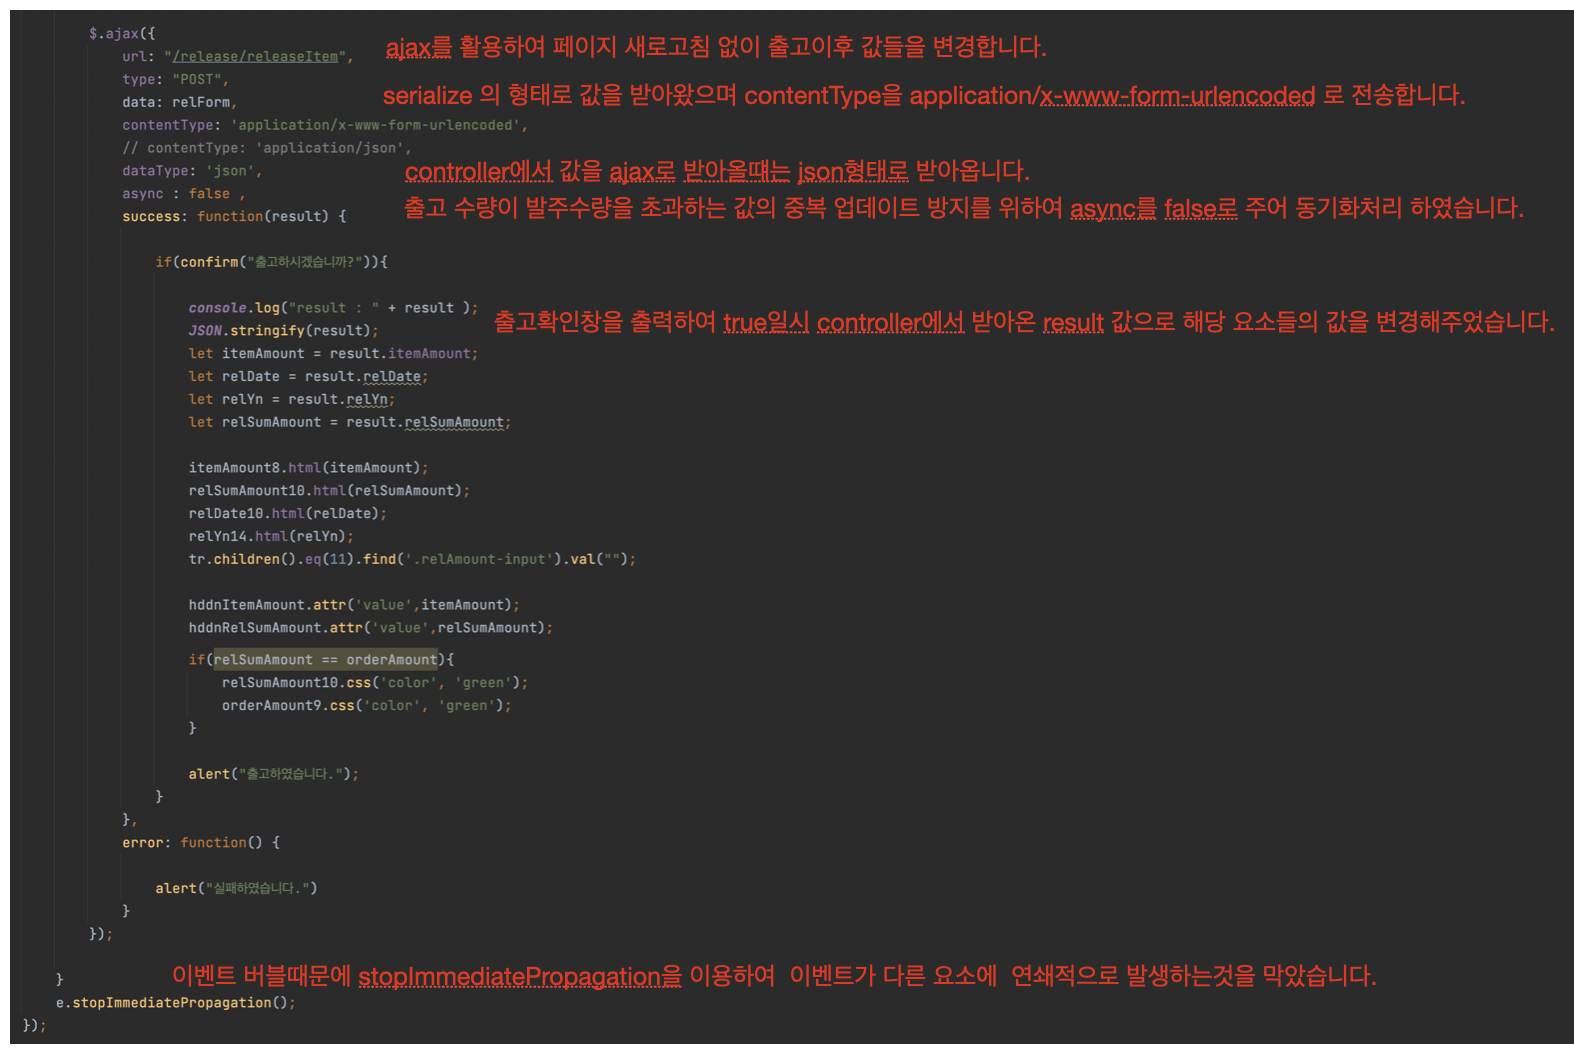 $.ajax({
url: "/release/releaseItem", ajax를 활용하여 페이지 새로고침 없이 출고이후 값들을 변경합니다.
type: "POST",
data: relForm, serialize 의 형태로 값을 받아왔으며 contentType을 application/x-www-form-urlencoded 로 전송합니다.
contentType: 'application/x-www-form-urlencoded',
// contentType: 'application/json',
dataType: 'json', controller에서 값을 ajax로 받아올떄는 json형태로 받아옵니다.
async : false ,
success: function(result) { 출고 수량이 발주수량을 초과하는 값의 중복 업데이트 방지를 위하여 async를 false로 주어 동기화처리 하였습니다.
if(confirm("출고하시겠습니까?")){
console.log("result : " + result );
JSON.stringify(result); 출고확인창을 출력하여 true일시 controller에서 받아온 result 값으로 해당 요소들의 값을 변경해주었습니다.
let itemAmount = result.itemAmount;
let relDate = result.relDate;
let relYn = result.relYn;
let relSumAmount = result.relSumAmount;
itemAmount8.html(itemAmount);
relSumAmount10.html(relSumAmount);
relDate10.html(relDate);
relYn14.html(relYn);
tr.children().eq(11).find('.relAmount-input').val("");
hddnItemAmount.attr('value',itemAmount);
hddnRelSumAmount.attr('value',relSumAmount);
if(relSumAmount == orderAmount){
relSumAmount10.css('color', 'green');
orderAmount9.css('color', 'green');
}
alert("출고하였습니다.");
}
},
error: function() {
alert("실패하였습니다.")
}
});
} 이벤트 버블때문에 stopImmediatePropagation을 이용하여 이벤트가 다른 요소에 연쇄적으로 발생하는것을 막았습니다.
e.stopImmediatePropagation();
});